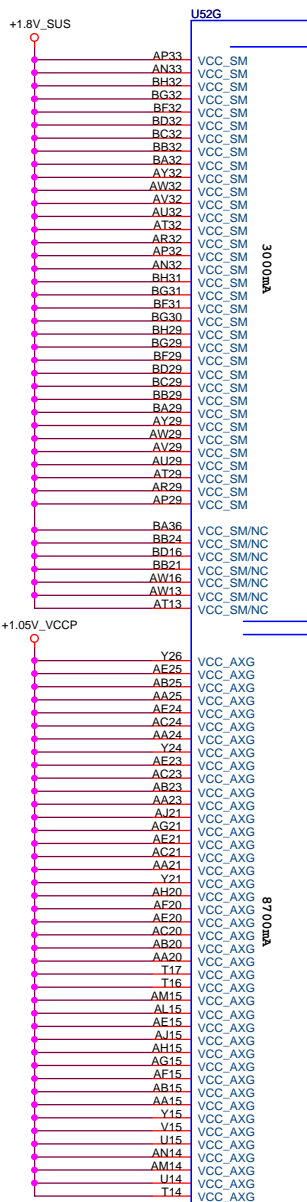 U52G
+1.8V_SUS
AP33 VCC_SM
AN33 VCC_SM
BH32 VCC_SM
BG32 VCC_SM
BF32 VCC_SM
BD32 VCC_SM
BC32 VCC_SM
BB32 VCC_SM
BA32 VCC_SM
AY32 VCC_SM
AW32 VCC_SM
AV32 VCC_SM
AU32 VCC_SM
AT32 VCC_SM
AR32 VCC_SM
AP32 VCC_SM
AN32 VCC_SM
BH31 VCC_SM
BG31 VCC_SM
BF31 VCC_SM
BG30 VCC_SM
BH29 VCC_SM
BG29 VCC_SM
BF29 VCC_SM
BD29 VCC_SM
BC29 VCC_SM
BB29 VCC_SM
BA29 VCC_SM
AY29 VCC_SM
AW29 VCC_SM
AV29 VCC_SM
AU29 VCC_SM
AT29 VCC_SM
AR29 VCC_SM
AP29 VCC_SM
3000mA
BA36 VCC_SM/NC
BB24 VCC_SM/NC
BD16 VCC_SM/NC
BB21 VCC_SM/NC
AW16 VCC_SM/NC
AW13 VCC_SM/NC
AT13 VCC_SM/NC
+1.05V_VCCP
Y26 VCC_AXG
AE25 VCC_AXG
AB25 VCC_AXG
AA25 VCC_AXG
AE24 VCC_AXG
AC24 VCC_AXG
AA24 VCC_AXG
Y24 VCC_AXG
AE23 VCC_AXG
AC23 VCC_AXG
AB23 VCC_AXG
AA23 VCC_AXG
AJ21 VCC_AXG
AG21 VCC_AXG
AE21 VCC_AXG
AC21 VCC_AXG
AA21 VCC_AXG
Y21 VCC_AXG
AH20 VCC_AXG
AF20 VCC_AXG
AE20 VCC_AXG
AC20 VCC_AXG
AB20 VCC_AXG
AA20 VCC_AXG
T17 VCC_AXG
T16 VCC_AXG
AM15 VCC_AXG
AL15 VCC_AXG
AE15 VCC_AXG
AJ15 VCC_AXG
AH15 VCC_AXG
AG15 VCC_AXG
AF15 VCC_AXG
AB15 VCC_AXG
AA15 VCC_AXG
Y15 VCC_AXG
V15 VCC_AXG
U15 VCC_AXG
AN14 VCC_AXG
AM14 VCC_AXG
U14 VCC_AXG
T14 VCC_AXG
8700mA